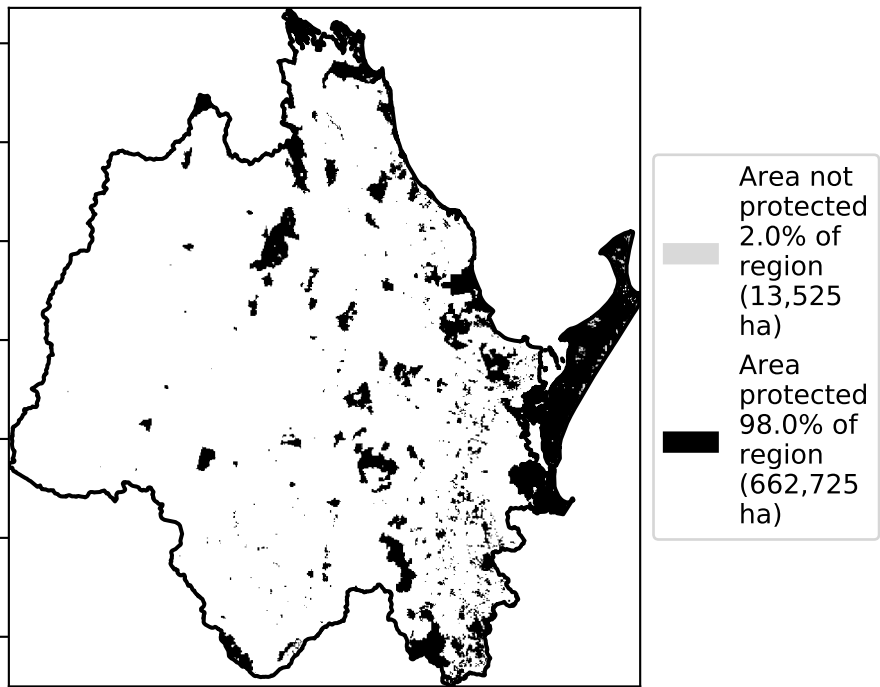 Area not
protected
2.0% of
region
(13,525
ha)
Area
protected
98.0% of
region
(662,725
ha)